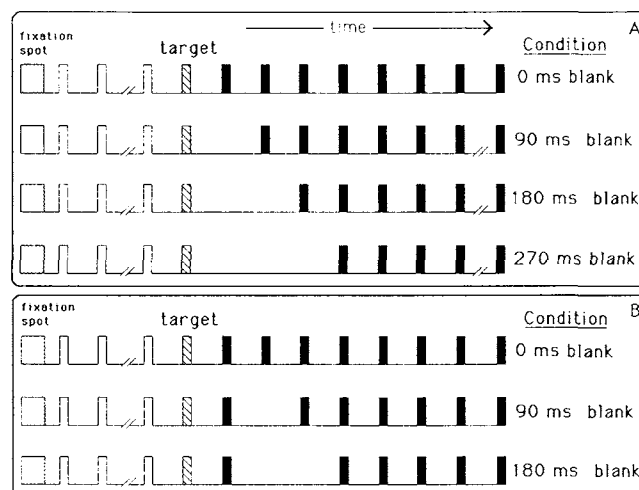 time
A
fixation
spot
target
Condition
0 ms blank
90 ms blank
180 ms blank
270 ms blank
B
fixation
spot
target
Condition
0 ms blank
90 ms blank
180 ms blank